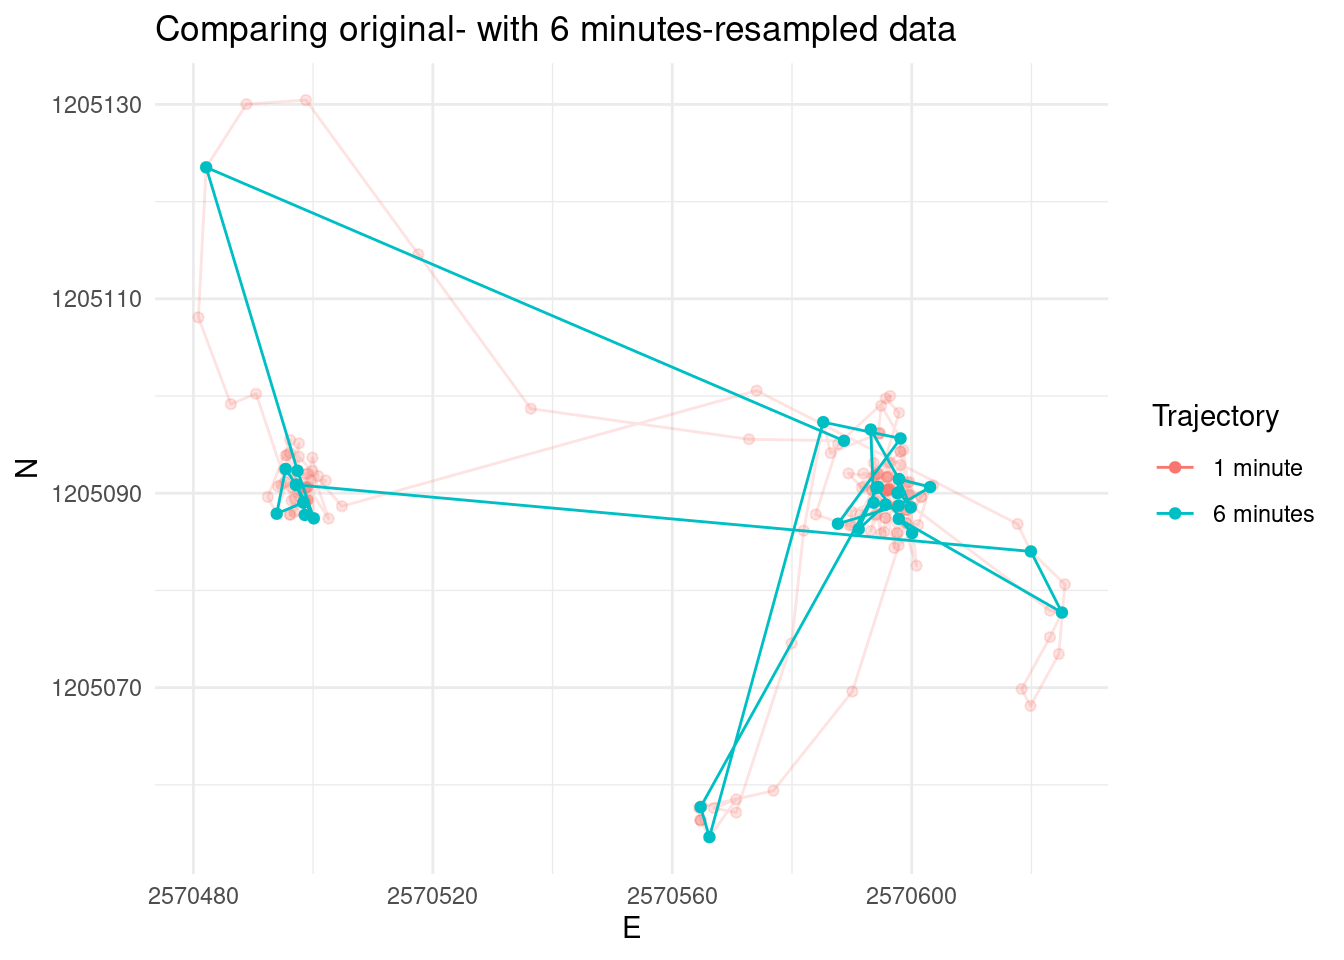 Comparing original- with 6 minutes-resampled data
1205130
1205110
1205090
1205070
N
2570480 2570520 2570560 2570600
E
Trajectory
1 minute
6 minutes